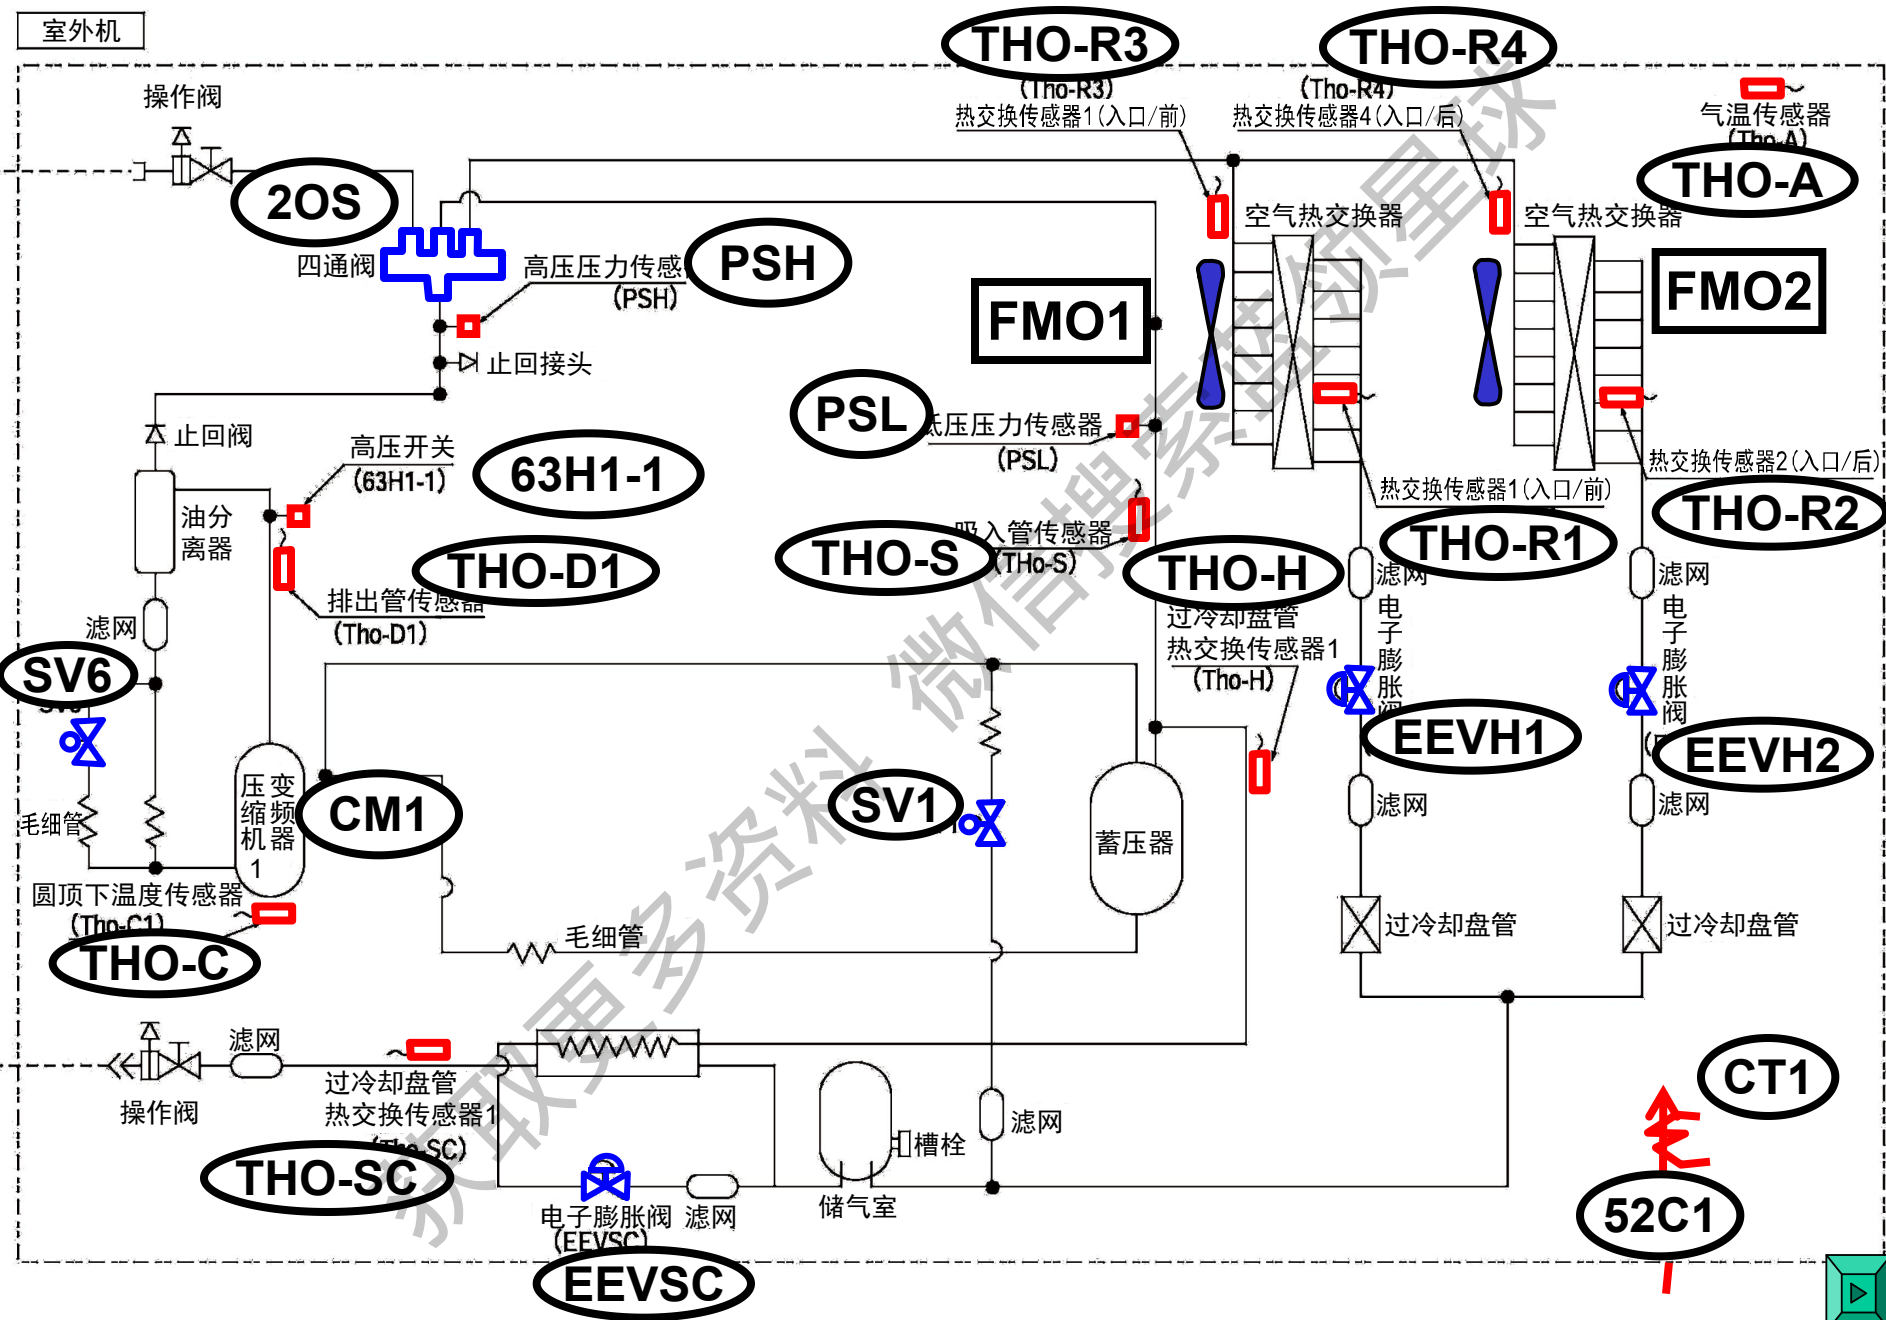 室外机
THO-R3
THO-R4
(Tho-R3)
(Tho-R4)
热交换传感器1(入口/前)
热交换传感器4(入口/后)
气温传感器
(Tho-A)
THO-A
操作阀
2OS
四通阀
高压压力传感
(PSH)
PSH
空气热交换器
空气热交换器
FMO1
FMO2
止回接头
PSL
低压压力传感器
(PSL)
止回阀
高压开关
(63H1-1)
63H1-1
热交换传感器1(入口/前)
热交换传感器2(入口/后)
THO-R1
THO-R2
油分
离器
THO-D1
排出管传感器
(Tho-D1)
THO-S
吸入管传感器
(THo-S)
THO-H
过冷却盘管
热交换传感器1
(Tho-H)
滤网
滤网
滤网
电子膨胀阀
电子膨胀阀
SV6
EEVH1
EEVH2
毛细管
压缩机1
变频器
CM1
SV1
蓄压器
滤网
滤网
圆顶下温度传感器
(Tho-C1)
THO-C
毛细管
过冷却盘管
过冷却盘管
操作阀
滤网
过冷却盘管
热交换传感器1
(Tho-SC)
THO-SC
槽栓
储气室
滤网
电子膨胀阀
(EEVSC)
滤网
EEVSC
CT1
52C1
获取更多资料 微信搜索蓝领星球